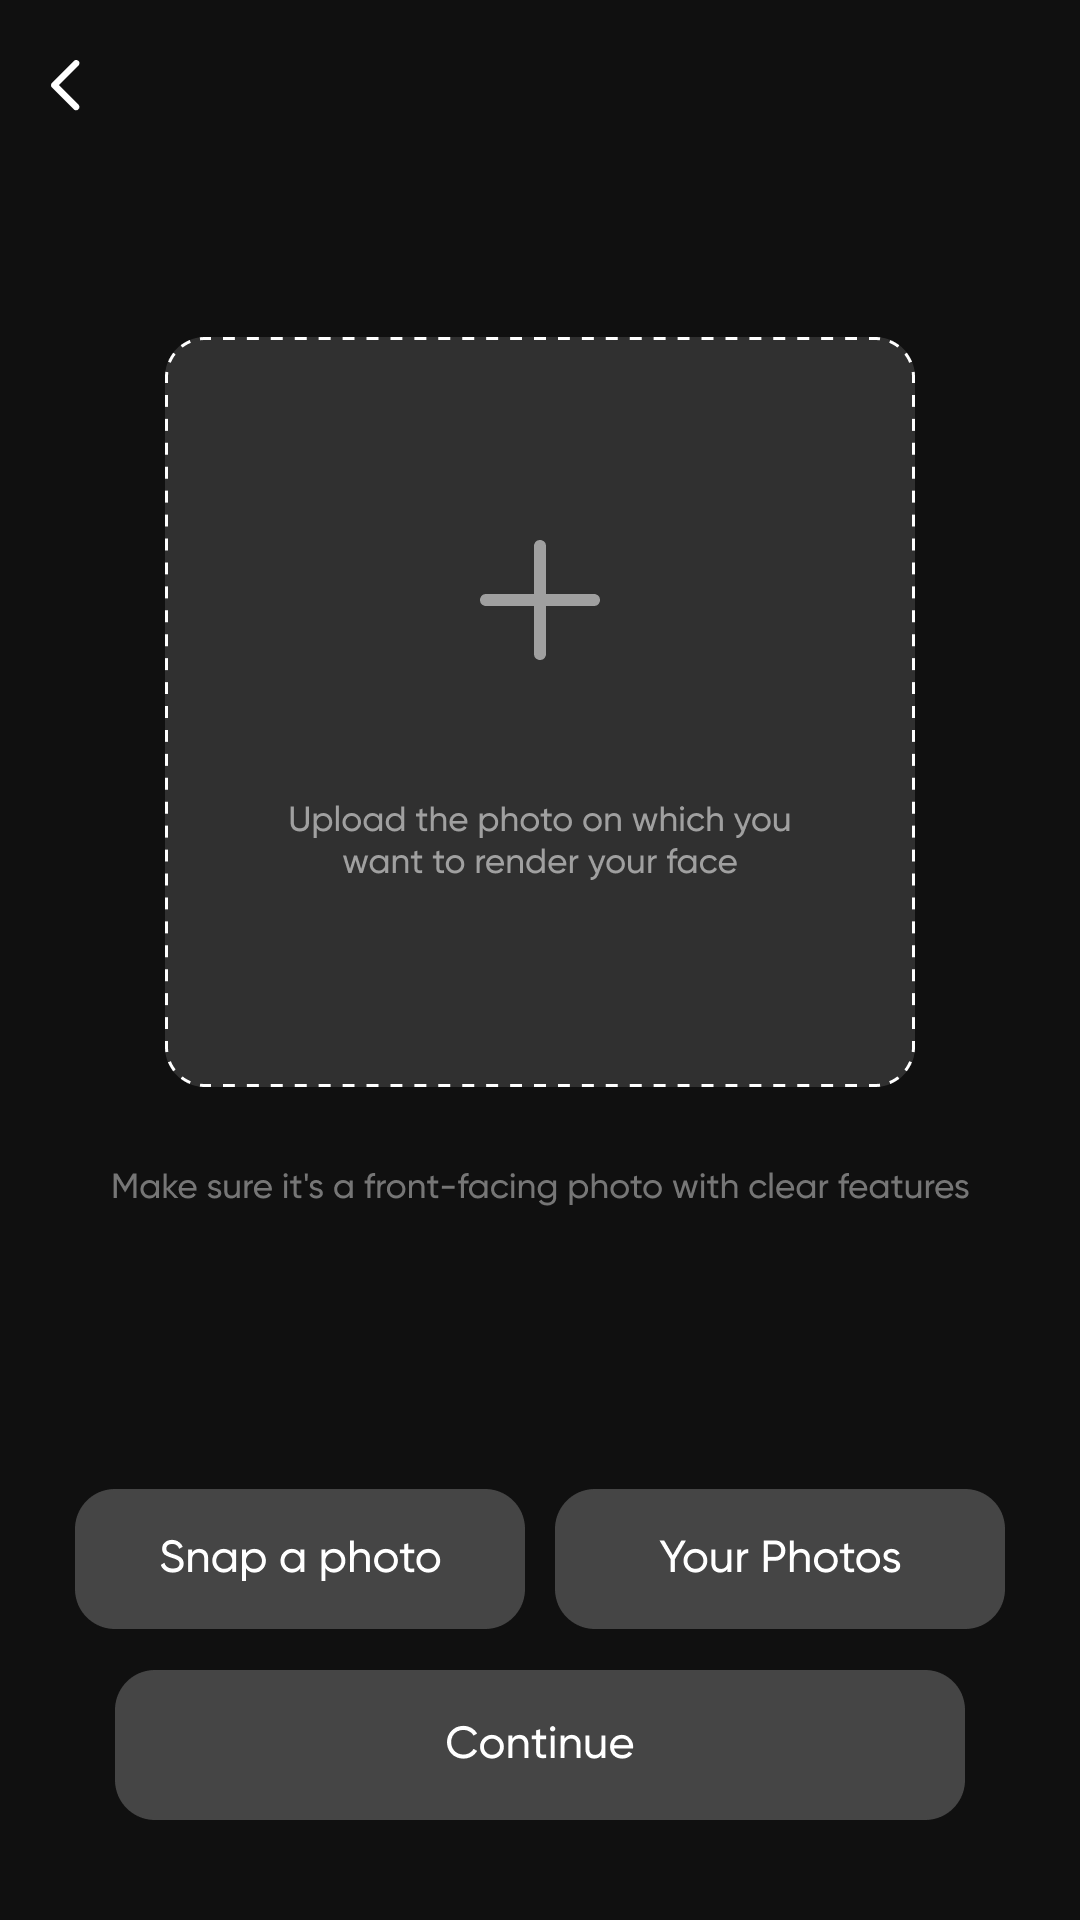 Upload the photo on which you
want to render your face
Make sure it's a front-facing photo with clear features
Snap a photo
Your Photos
Continue